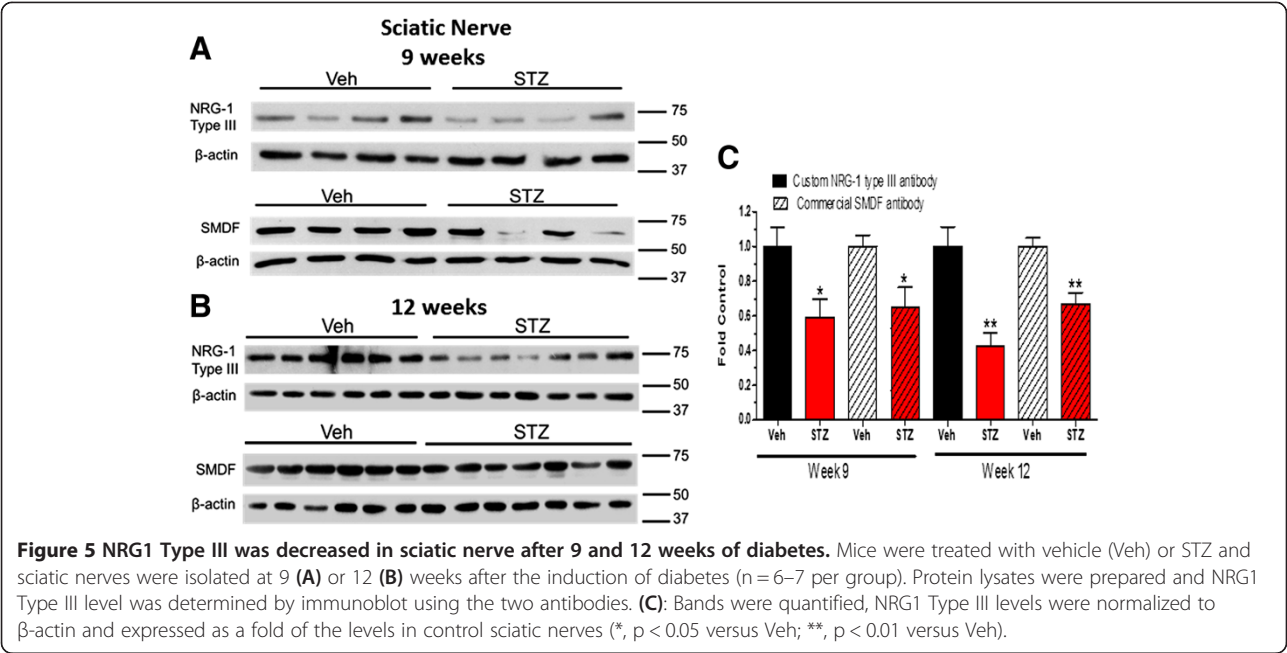 Sciatic Nerve
9 weeks
A
Veh STZ
NRG-1
Type III
75
50
β-actin
37
Veh STZ
SMDF
75
50
β-actin
37
B
12 weeks
Veh STZ
NRG-1
Type III
75
50
β-actin
37
Veh STZ
SMDF
75
50
β-actin
37
C
Custom NRG-1 type III antibody
Commercial SMDF antibody
Fold Control
1.2
1.0
0.8
0.6
0.4
0.2
0.0
* * ** **
Veh STZ Veh STZ Veh STZ Veh STZ
Week 9 Week 12
Figure 5 NRG1 Type III was decreased in sciatic nerve after 9 and 12 weeks of diabetes. Mice were treated with vehicle (Veh) or STZ and
sciatic nerves were isolated at 9 (A) or 12 (B) weeks after the induction of diabetes (n = 6–7 per group). Protein lysates were prepared and NRG1
Type III level was determined by immunoblot using the two antibodies. (C): Bands were quantified, NRG1 Type III levels were normalized to
β-actin and expressed as a fold of the levels in control sciatic nerves (*, p < 0.05 versus Veh; **, p < 0.01 versus Veh).